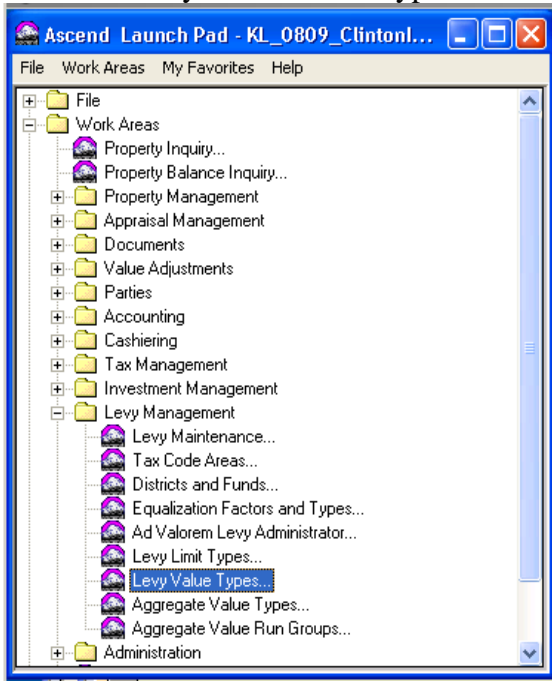 Ascend Launch Pad - KL_0809_ClintonI...
File Work Areas My Favorites Help
File
Work Areas
Property Inquiry...
Property Balance Inquiry...
Property Management
Appraisal Management
Documents
Value Adjustments
Parties
Accounting
Cashiering
Tax Management
Investment Management
Levy Management
Levy Maintenance...
Tax Code Areas...
Districts and Funds...
Equalization Factors and Types...
Ad Valorem Levy Administrator...
Levy Limit Types...
Levy Value Types...
Aggregate Value Types...
Aggregate Value Run Groups...
Administration